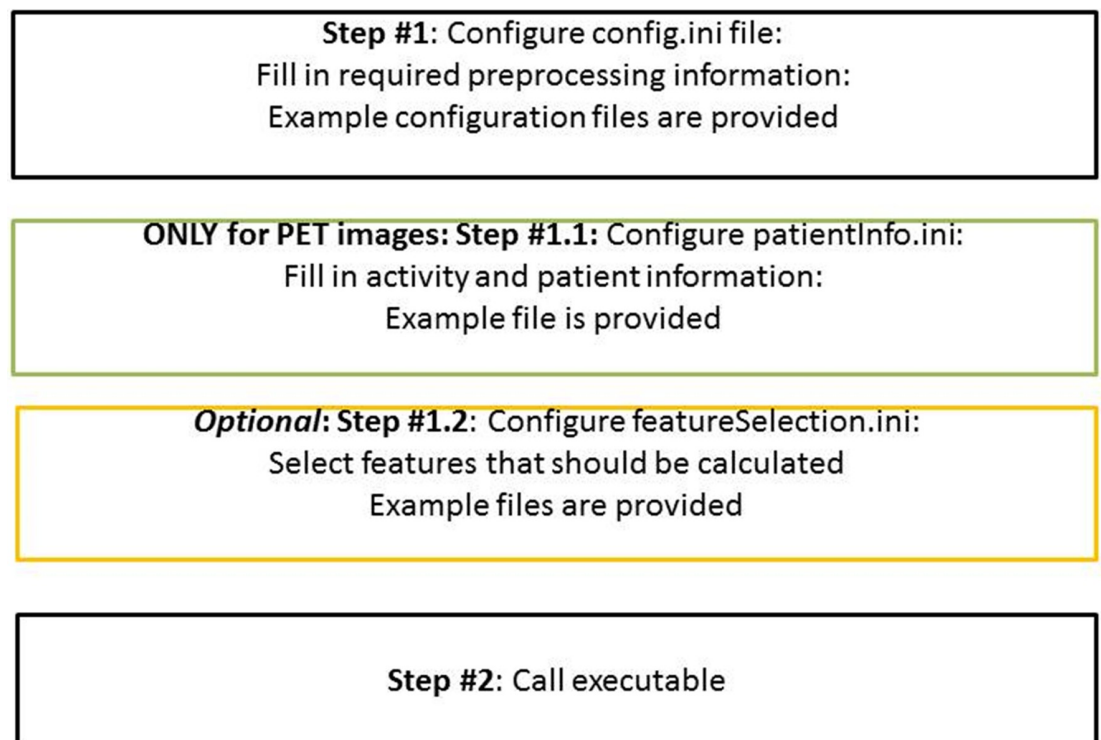 Step #1: Configure config.ini file:
Fill in required preprocessing information:
Example configuration files are provided
ONLY for PET images: Step #1.1: Configure patientInfo.ini:
Fill in activity and patient information:
Example file is provided
Optional: Step #1.2: Configure featureSelection.ini:
Select features that should be calculated
Example files are provided
Step #2: Call executable